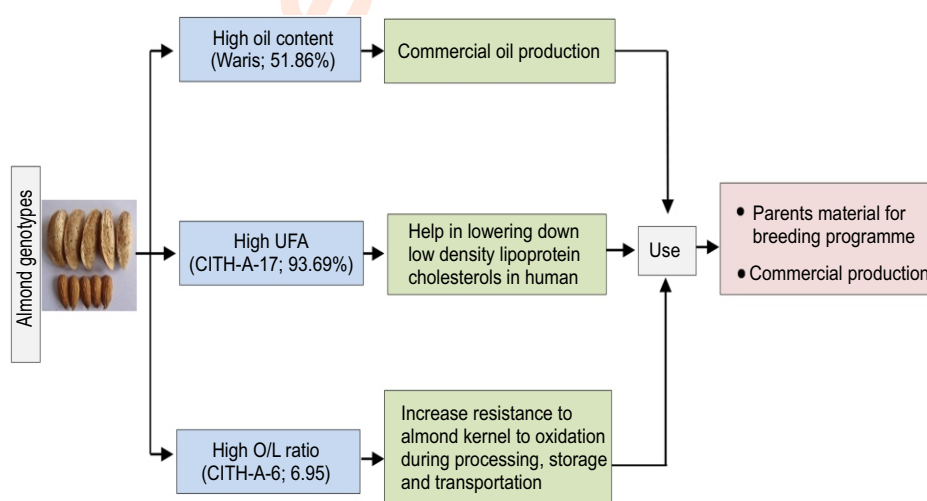 Almond genotypes
High oil content
(Waris; 51.86%)
Commercial oil production
High UFA
(CITH-A-17; 93.69%)
Help in lowering down
low density lipoprotein
cholesterols in human
High O/L ratio
(CITH-A-6; 6.95)
Increase resistance to
almond kernel to oxidation
during processing, storage
and transportation
Use
• Parents material for
breeding programme
• Commercial production